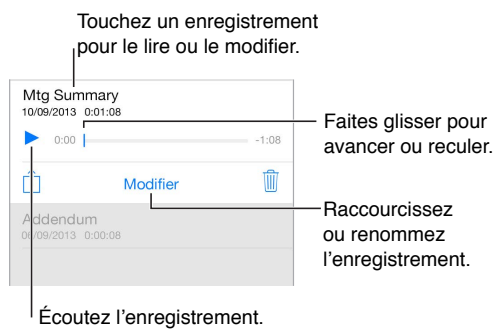 Touchez un enregistrement
pour le lire ou le modifier.
Mtg Summary
10/09/2013 0:01:08
0:00 -1:08
Faites glisser pour
avancer ou reculer.
Modifier
Addendum
06/09/2013 0:00:08
Raccourcissez
ou renommez
l’enregistrement.
Écoutez l’enregistrement.